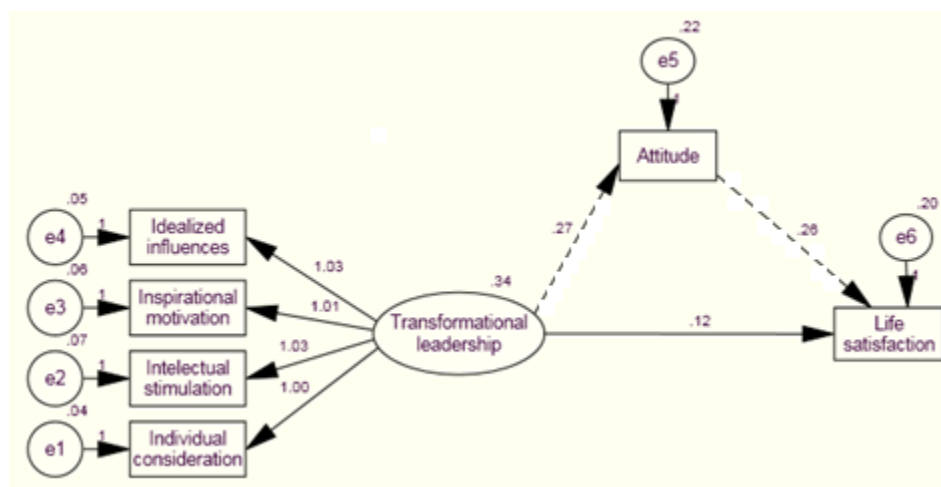 .22
e5
1
Attitude
.05
e4
1
Idealized
influences
.06
e3
1
Inspirational
motivation
.07
e2
1
Intelectual
stimulation
.04
e1
1
Individual
consideration
1.03
1.01
1.03
1.00
.34
Transformational
leadership
.27
.26
.12
.20
e6
1
Life
satisfaction